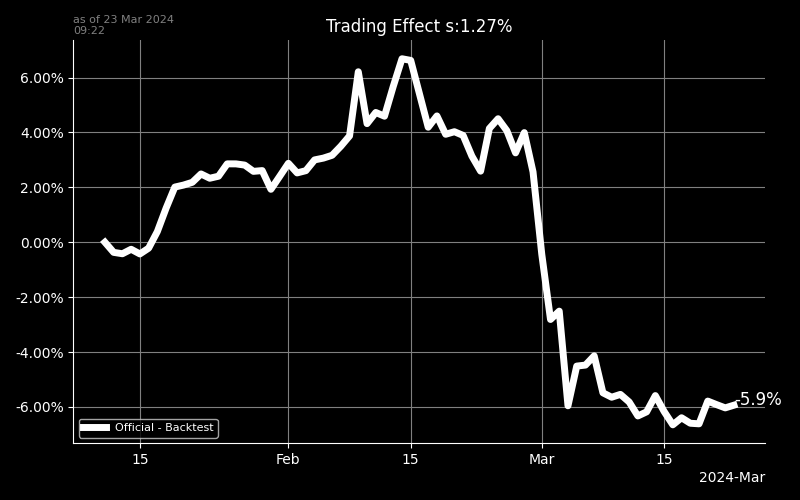 as of 23 Mar 2024
09:22
Trading Effect s:1.27%
6.00%
4.00%
2.00%
0.00%
-2.00%
-4.00%
-6.00%
-5.9%
Official - Backtest
15
Feb
15
Mar
15
2024-Mar